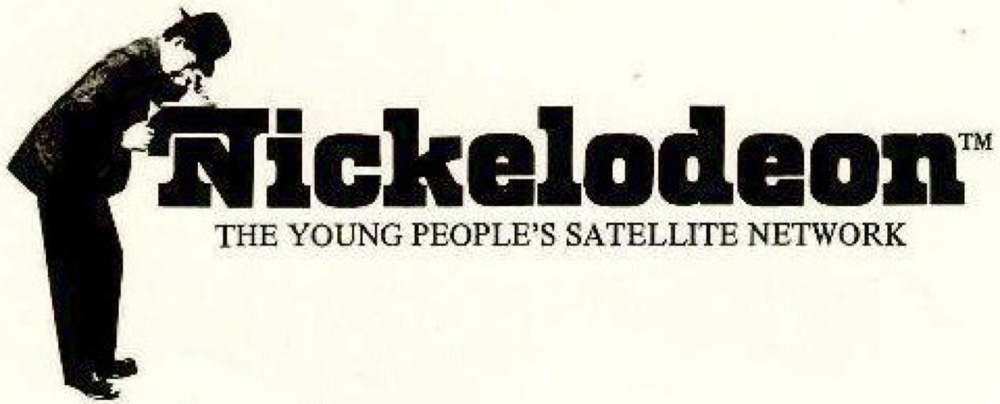 Nickelodeon™
THE YOUNG PEOPLE'S SATELLITE NETWORK